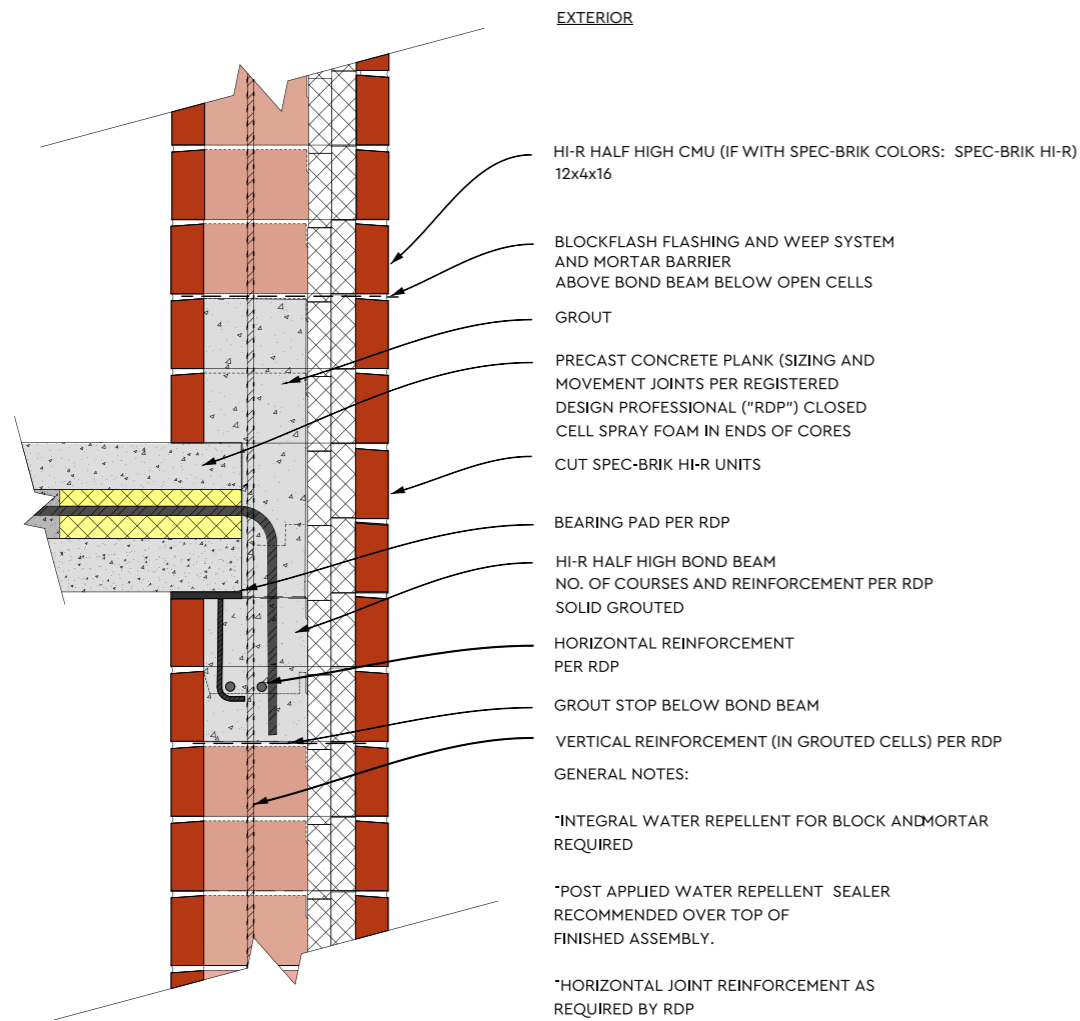 EXTERIOR
HI-R HALF HIGH CMU (IF WITH SPEC-BRIK COLORS: SPEC-BRIK HI-R)
12x4x16
BLOCKFLASH FLASHING AND WEEP SYSTEM
AND MORTAR BARRIER
ABOVE BOND BEAM BELOW OPEN CELLS
GROUT
PRECAST CONCRETE PLANK (SIZING AND
MOVEMENT JOINTS PER REGISTERED
DESIGN PROFESSIONAL ("RDP") CLOSED
CELL SPRAY FOAM IN ENDS OF CORES
CUT SPEC-BRIK HI-R UNITS
BEARING PAD PER RDP
HI-R HALF HIGH BOND BEAM
NO. OF COURSES AND REINFORCEMENT PER RDP
SOLID GROUTED
HORIZONTAL REINFORCEMENT
PER RDP
GROUT STOP BELOW BOND BEAM
VERTICAL REINFORCEMENT (IN GROUTED CELLS) PER RDP
GENERAL NOTES:
-INTEGRAL WATER REPELLENT FOR BLOCK AND MORTAR
REQUIRED
-POST APPLIED WATER REPELLENT SEALER
RECOMMENDED OVER TOP OF
FINISHED ASSEMBLY.
-HORIZONTAL JOINT REINFORCEMENT AS
REQUIRED BY RDP